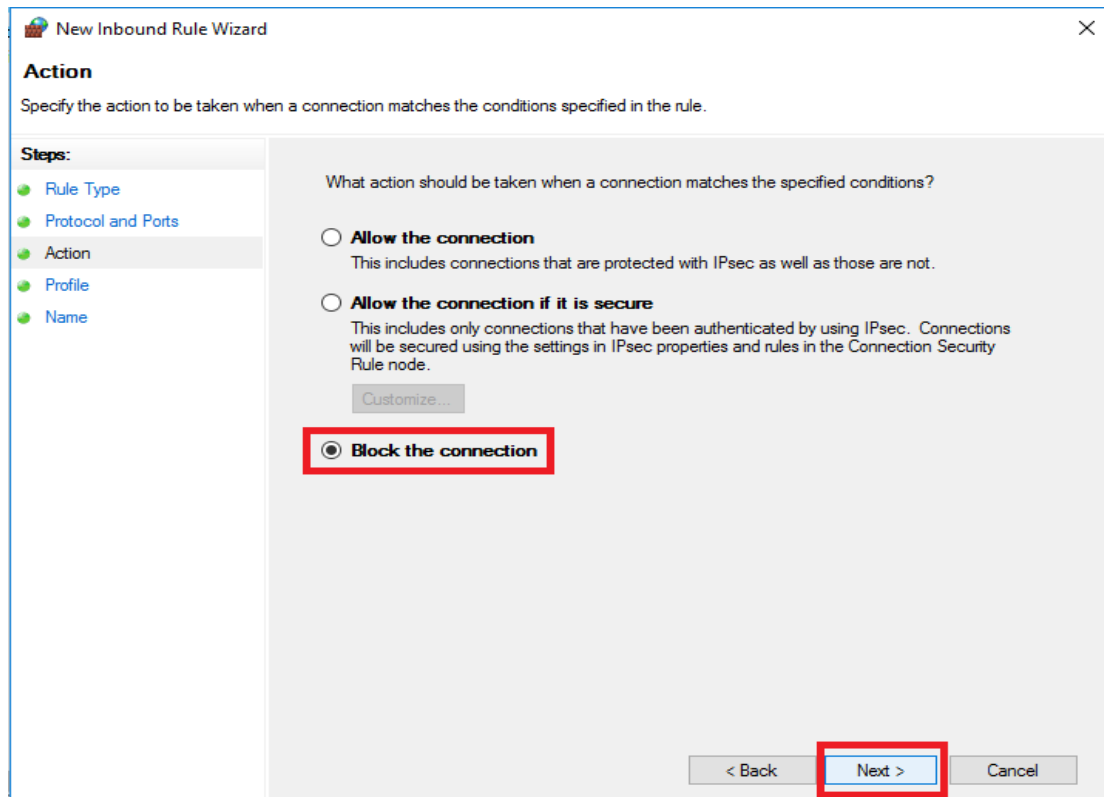 New Inbound Rule Wizard
Action
Specify the action to be taken when a connection matches the conditions specified in the rule.
Steps:
Rule Type
Protocol and Ports
Action
Profile
Name
What action should be taken when a connection matches the specified conditions?
Allow the connection
This includes connections that are protected with IPsec as well as those are not.
Allow the connection if it is secure
This includes only connections that have been authenticated by using IPsec. Connections
will be secured using the settings in IPsec properties and rules in the Connection Security
Rule node.
Customize...
Block the connection
< Back
Next >
Cancel